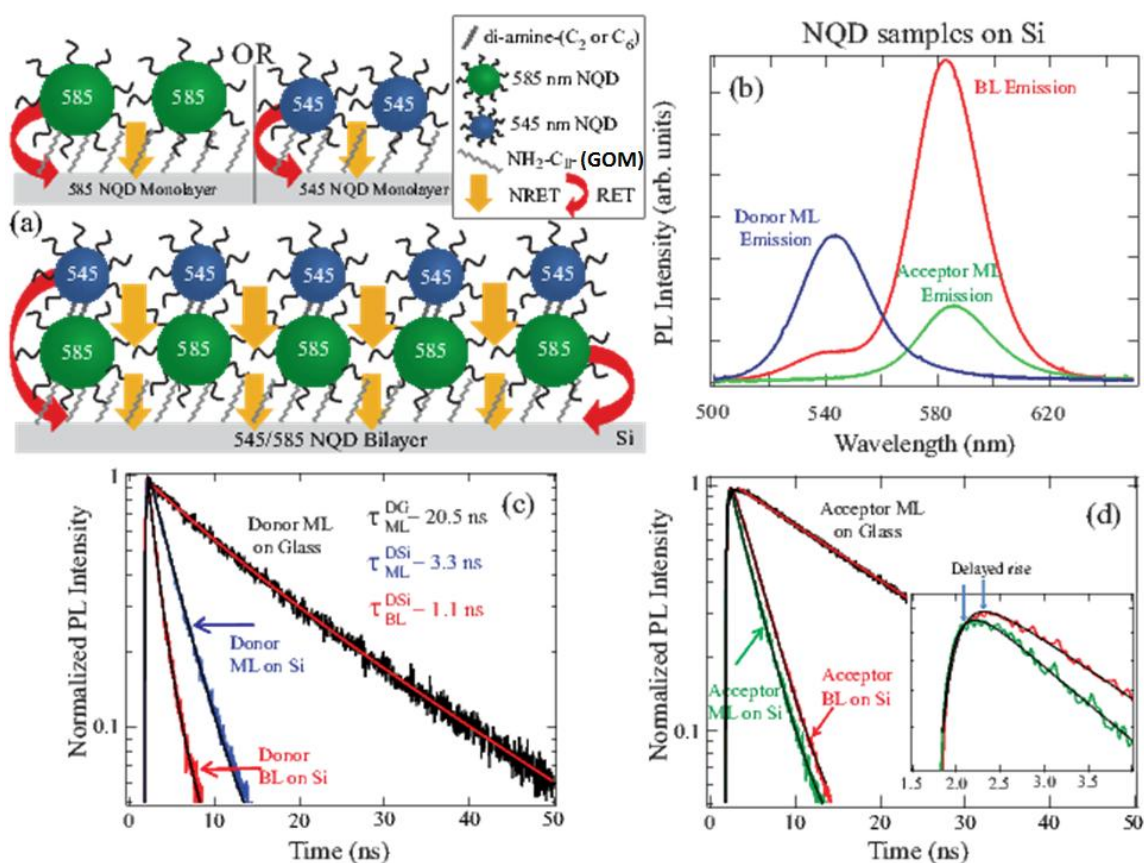 OR
585
585
545
545
585 NQD Monolayer
545 NQD Monolayer
di-amine-(C2 or C6)
585 nm NQD
545 nm NQD
NH2-C11-(GOM)
NRET
RET
(a)
545
545
545
545
545
585
585
585
585
585
545/585 NQD Bilayer
Si
NQD samples on Si
(b)
BL Emission
Donor ML
Emission
Acceptor ML
Emission
PL Intensity (arb. units)
500
540
580
620
Wavelength (nm)
(c)
Donor ML
on Glass
τ DG ML – 20.5 ns
τ DSi ML – 3.3 ns
τ DSi BL – 1.1 ns
Donor
ML on Si
Donor
BL on Si
Normalized PL Intensity
1
0.1
0
10
20
30
40
50
Time (ns)
(d)
Acceptor ML
on Glass
Delayed rise
Acceptor
ML on Si
Acceptor
BL on Si
1.5
2.0
2.5
3.0
3.5
Normalized PL Intensity
1
0.1
0
10
20
30
40
50
Time (ns)